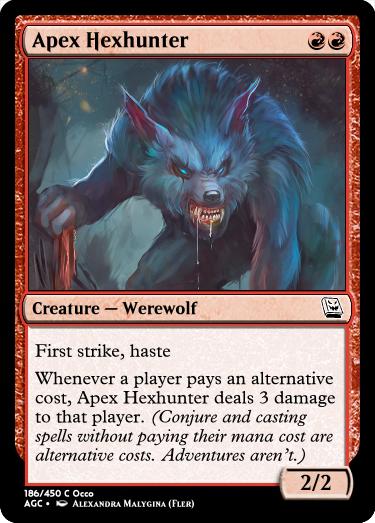 Apex Hexhunter
Creature — Werewolf
First strike, haste
Whenever a player pays an alternative
cost, Apex Hexhunter deals 3 damage
to that player. (Conjure and casting
spells without paying their mana cost are
alternative costs. Adventures aren't.)
2/2
186/450 C Occo
AGC • Alexandra Malygina (Fler)